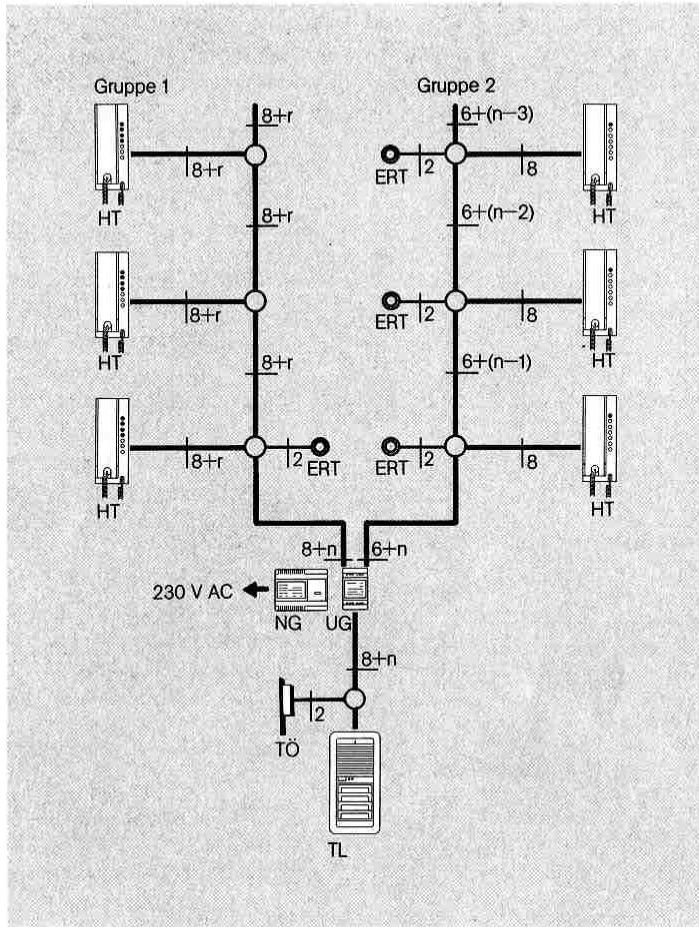 Gruppe 1
Gruppe 2
8+r
6+(n—3)
8+r
ERT
2
8
HT
HT
8+r
6+(n—2)
8+r
ERT
2
8
HT
HT
8+r
6+(n—1)
8+r
2
ERT
ERT
2
8
HT
HT
8+n
6+n
230 V AC
NG
UG
8+n
2
TÖ
TL